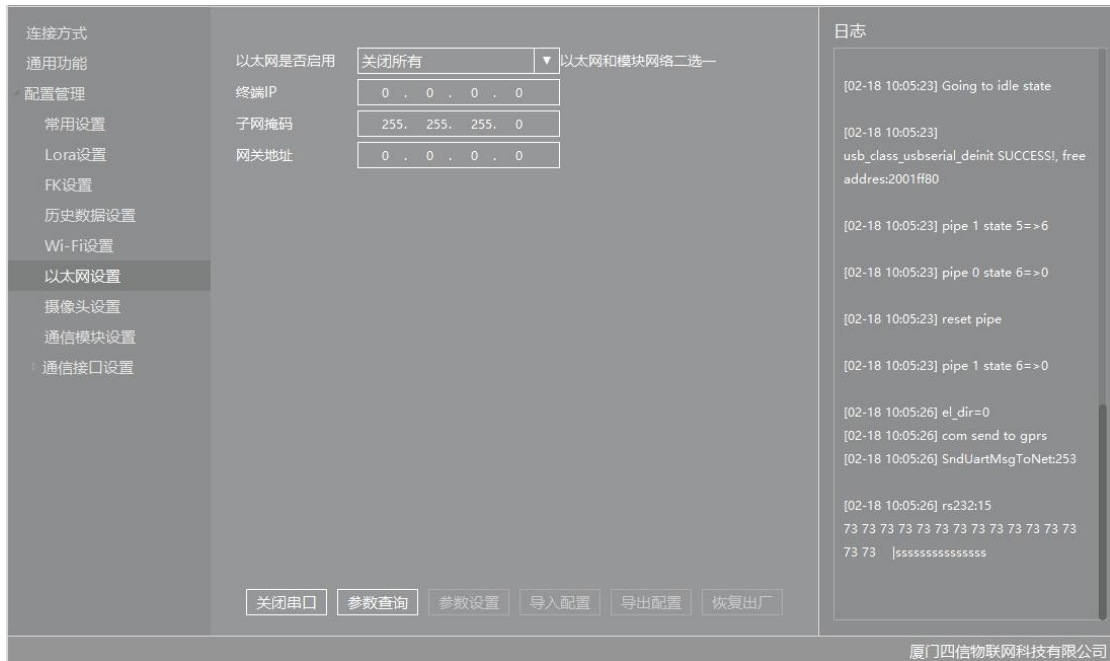 连接方式
通用功能
配置管理
常用设置
Lora设置
FK设置
历史数据设置
Wi-Fi设置
以太网设置
摄像头设置
通信模块设置
通信接口设置
以太网是否启用 关闭所有 ▼ 以太网和模块网络二选一
终端IP 0 . 0 . 0 . 0
子网掩码 255. 255. 255. 0
网关地址 0 . 0 . 0 . 0
关闭串口 参数查询 参数设置 导入配置 导出配置 恢复出厂
日志
[02-18 10:05:23] Going to idle state
[02-18 10:05:23]
usb_class_usbserial_deinit SUCCESS!, free
addres:2001ff80
[02-18 10:05:23] pipe 1 state 5=>6
[02-18 10:05:23] pipe 0 state 6=>0
[02-18 10:05:23] reset pipe
[02-18 10:05:23] pipe 1 state 6=>0
[02-18 10:05:26] el_dir=0
[02-18 10:05:26] com send to gprs
[02-18 10:05:26] SndUartMsgToNet:253
[02-18 10:05:26] rs232:15
73 73 73 73 73 73 73 73 73 73 73 73 73
73 73 |sssssssssssssss
厦门四信物联网科技有限公司